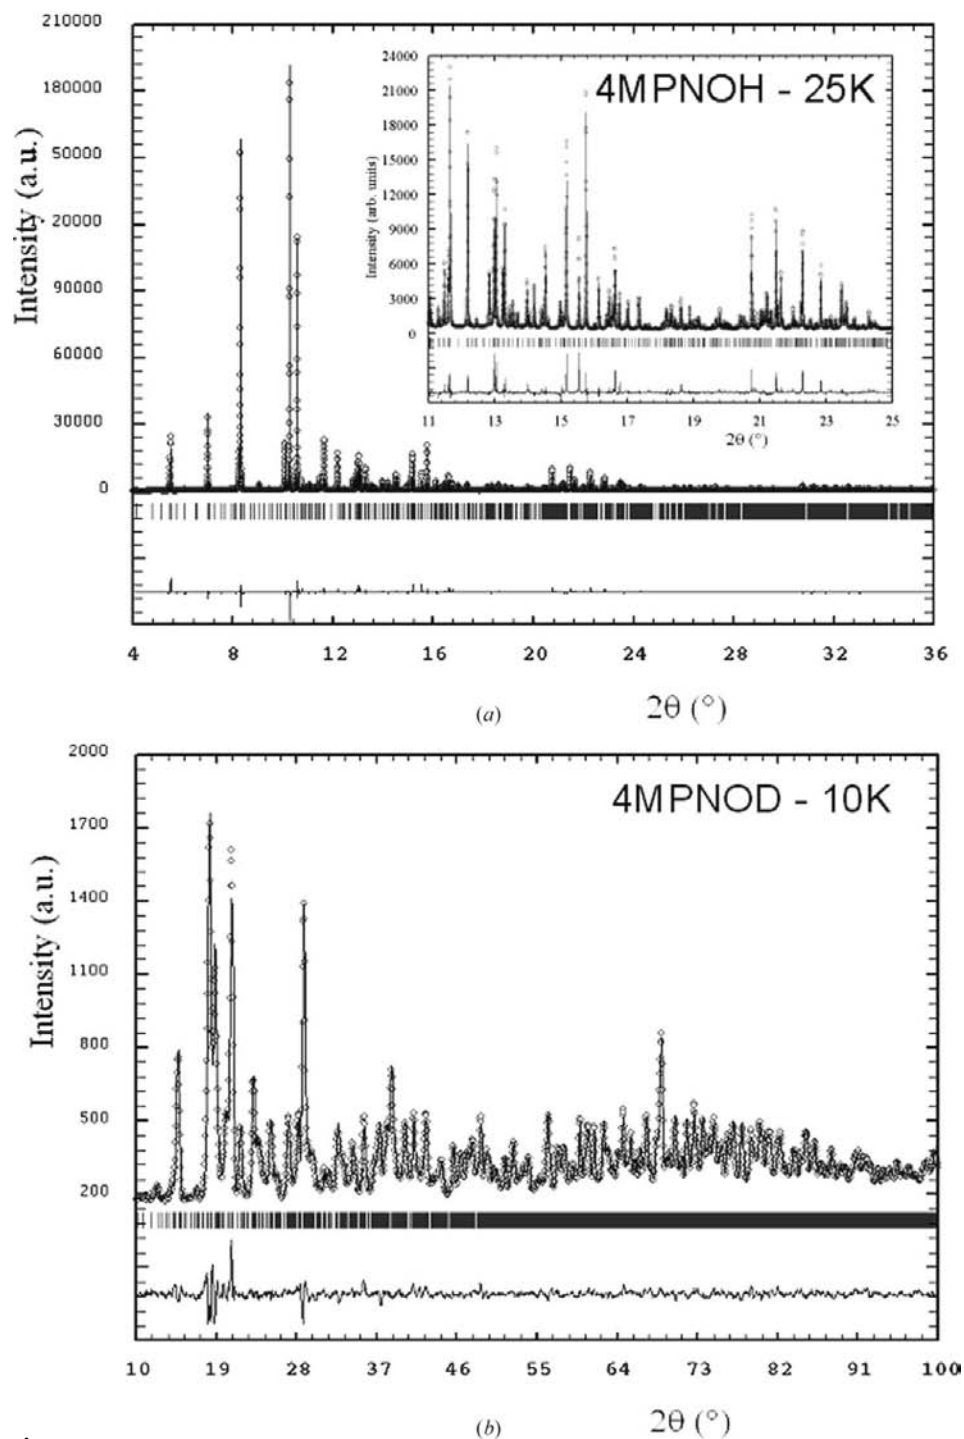 210000
180000
50000
20000
90000
60000
30000
0
Intensity (a.u.)
24000
21000
18000
15000
12000
9000
6000
3000
0
Intensity (arb. units)
4MPNOH - 25K
11 13 15 17 19 21 23 25
2θ (°)
4 8 12 16 20 24 28 32 36
(a) 2θ (°)
2000
1700
1400
1100
800
500
200
Intensity (a.u.)
4MPNOD - 10K
10 19 28 37 46 55 64 73 82 91 100
(b) 2θ (°)